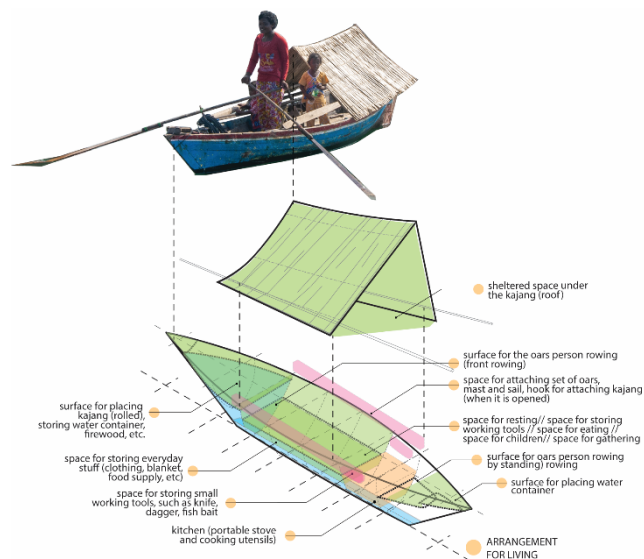 sheltered space under
the kajang (roof)
surface for the oars person rowing
(front rowing)
space for attaching set of oars,
mast and sail, hook for attaching kajang
(when it is opened)
surface for placing
kajang (rolled),
storing water container,
firewood, etc.
space for resting// space for storing
working tools // space for eating //
space for children// space for gathering
space for storing everyday
stuff (clothing, blanket,
food supply, etc)
surface for oars person rowing
by standing) rowing
surface for placing water
container
space for storing small
working tools, such as knife,
dagger, fish bait
kitchen (portable stove
and cooking utensils)
ARRANGEMENT
FOR LIVING